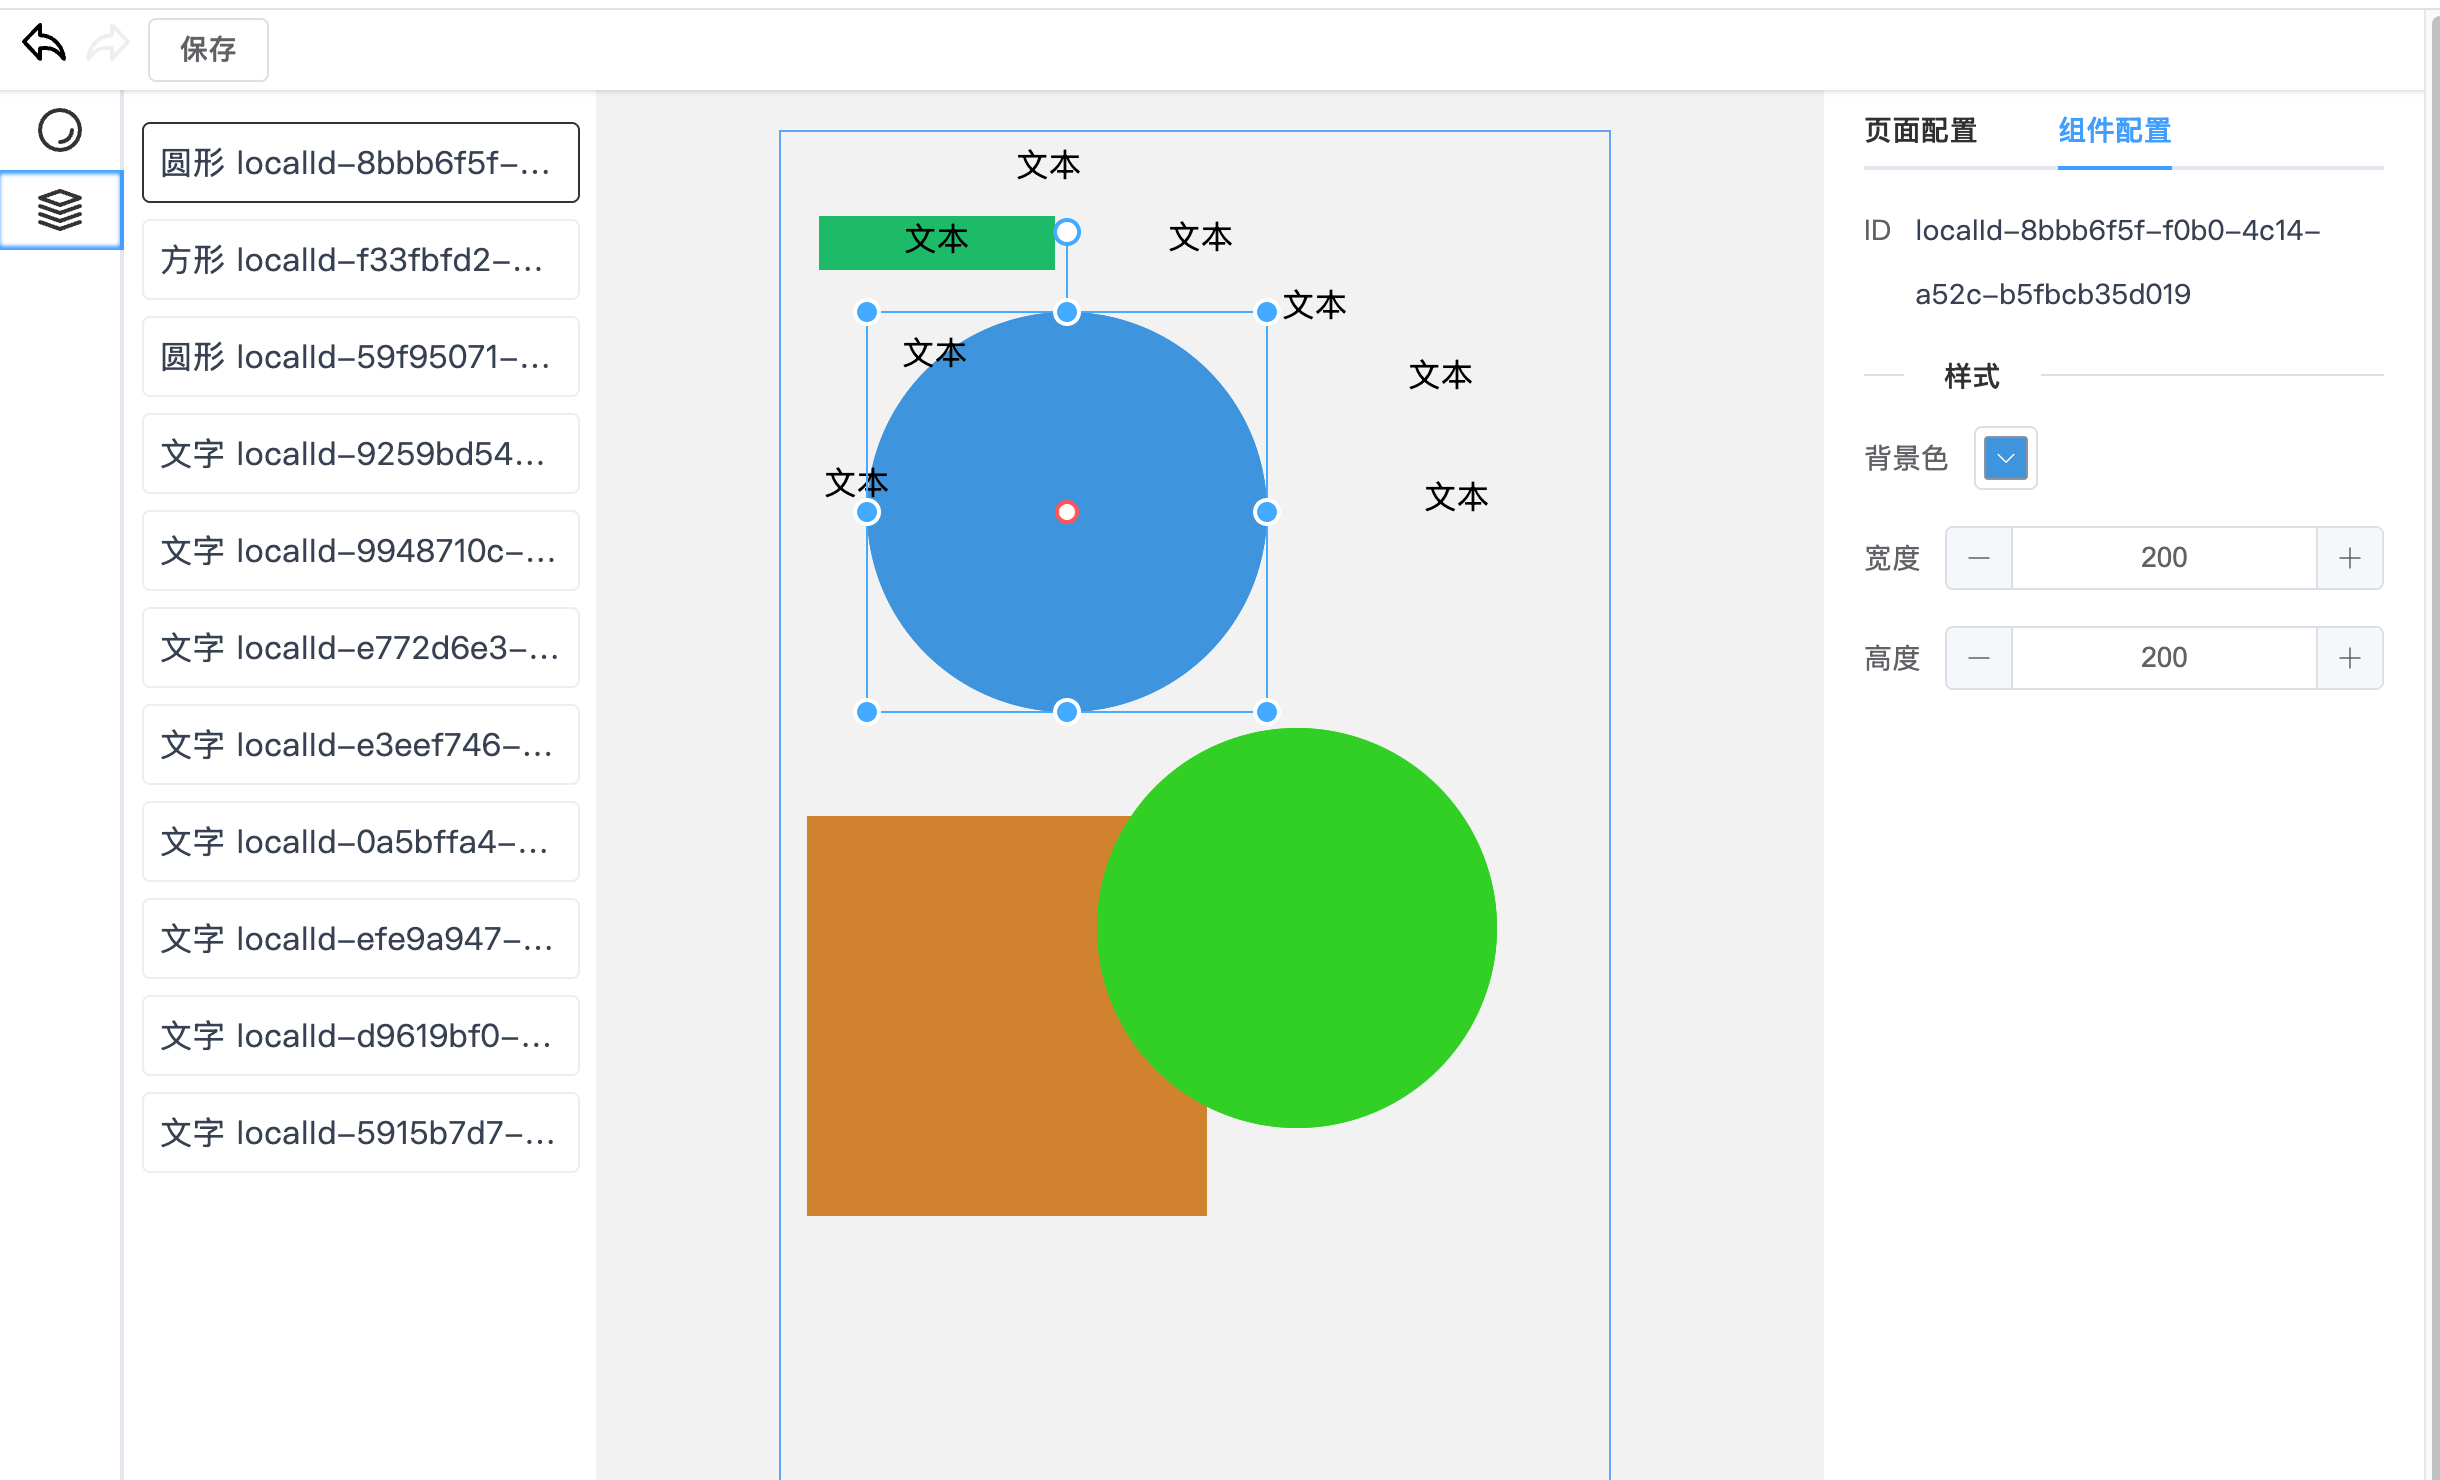 保存
圆形 localId-8bbb6f5f-...
方形 localId-f33fbfd2-...
圆形 localId-59f95071-...
文字 localId-9259bd54...
文字 localId-9948710c-...
文字 localId-e772d6e3-...
文字 localId-e3eef746-...
文字 localId-0a5bffa4-...
文字 localId-efe9a947-...
文字 localId-d9619bf0-...
文字 localId-5915b7d7-...
文本
文本
文本
文本
文本
文本
文本
文本
页面配置 组件配置
ID localId-8bbb6f5f-f0b0-4c14-
a52c-b5fbcb35d019
样式
背景色
宽度 200
高度 200